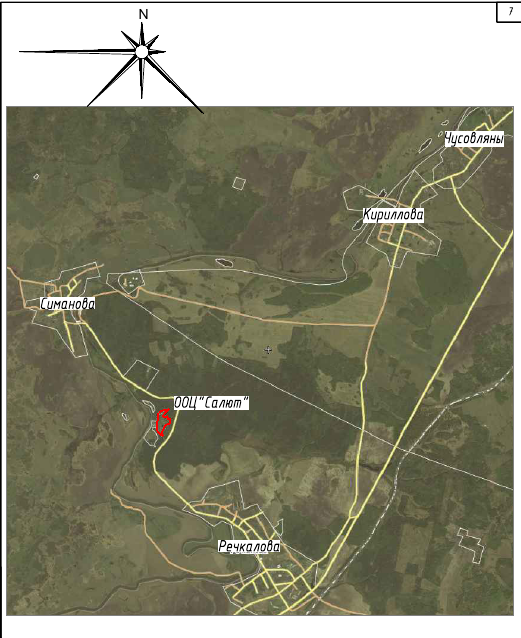 7
N
Чусовляны
Кириллова
Симанова
ООЦ"Салют"
Речкалова